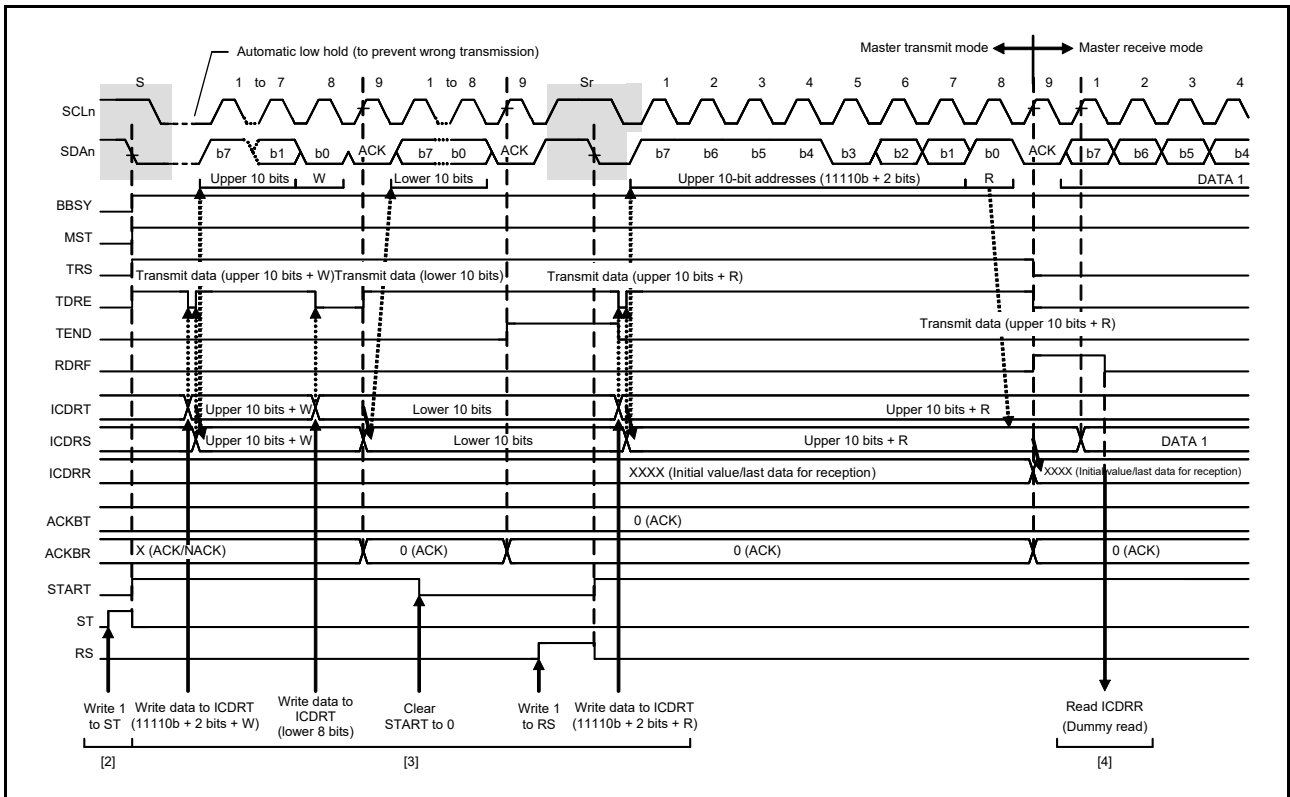 Automatic low hold (to prevent wrong transmission)
Master transmit mode
Master receive mode
S 1 to 7 8 9 1 to 8 9 Sr 1 2 3 4 5 6 7 8 9 1 2 3 4
SCLn
SDAn b7 b1 b0 ACK b7 b0 ACK b7 b6 b5 b4 b3 b2 b1 b0 ACK b7 b6 b5 b4
Upper 10 bits W Lower 10 bits Upper 10-bit addresses (11110b + 2 bits) R DATA 1
BBSY
MST
TRS
Transmit data (upper 10 bits + W) Transmit data (lower 10 bits) Transmit data (upper 10 bits + R)
TDRE
TEND
Transmit data (upper 10 bits + R)
RDRF
ICDRT Upper 10 bits + W Lower 10 bits Upper 10 bits + R
ICDRS Upper 10 bits + W Lower 10 bits Upper 10 bits + R DATA 1
ICDRR XXXX (Initial value/last data for reception) XXXX (Initial value/last data for reception)
ACKBT 0 (ACK)
ACKBR X (ACK/NACK) 0 (ACK) 0 (ACK) 0 (ACK)
START
ST
RS
Write 1
to ST
Write data to ICDRT
(11110b + 2 bits + W)
Write data to
ICDRT
(lower 8 bits)
Clear
START to 0
Write 1
to RS
Write data to ICDRT
(11110b + 2 bits + R)
Read ICDRR
(Dummy read)
[2] [3] [4]